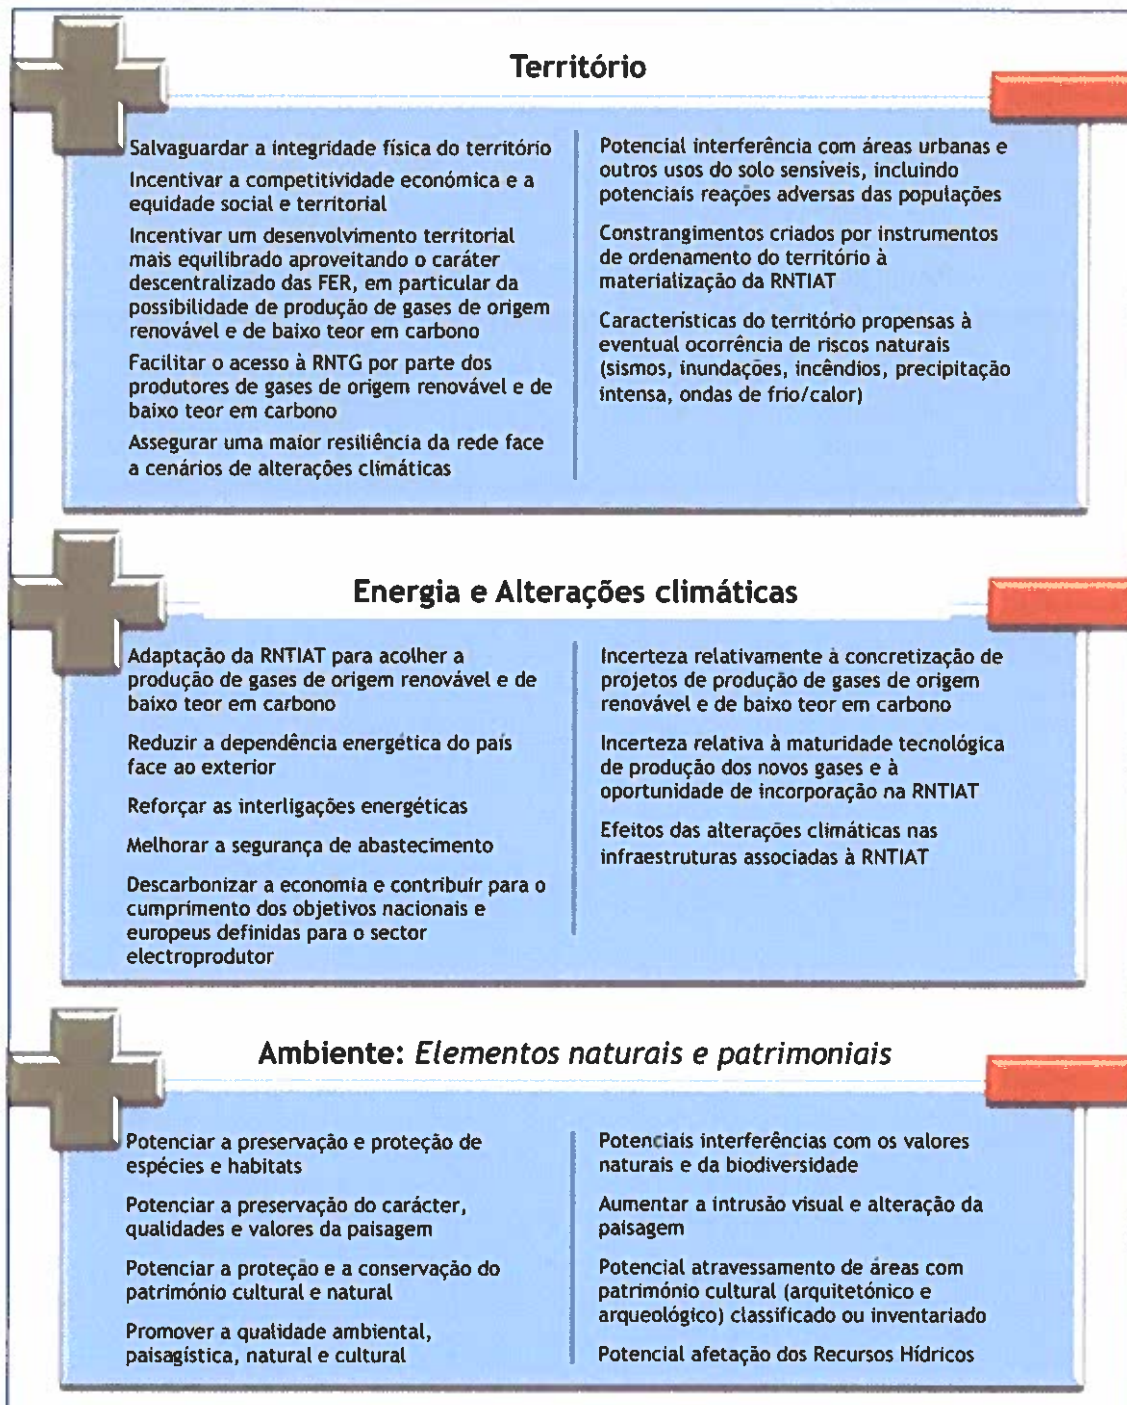 Território
Salvaguardar a integridade física do território
Incentivar a competitividade económica e a
equidade social e territorial
Incentivar um desenvolvimento territorial
mais equilibrado aproveitando o caráter
descentralizado das FER, em particular da
possibilidade de produção de gases de origem
renovável e de baixo teor em carbono
Facilitar o acesso à RNTG por parte dos
produtores de gases de origem renovável e de
baixo teor em carbono
Assegurar uma maior resiliência da rede face
a cenários de alterações climáticas
Potencial interferência com áreas urbanas e
outros usos do solo sensíveis, incluindo
potenciais reações adversas das populações
Constrangimentos criados por instrumentos
de ordenamento do território à
materialização da RNTIAT
Características do território propensas à
eventual ocorrência de riscos naturais
(sismos, inundações, incêndios, precipitação
intensa, ondas de frio/calor)
Energia e Alterações climáticas
Adaptação da RNTIAT para acolher a
produção de gases de origem renovável e de
baixo teor em carbono
Reduzir a dependência energética do país
face ao exterior
Reforçar as interligações energéticas
Melhorar a segurança de abastecimento
Descarbonizar a economia e contribuir para o
cumprimento dos objetivos nacionais e
europeus definidas para o sector
electroprodutor
Incerteza relativamente à concretização de
projetos de produção de gases de origem
renovável e de baixo teor em carbono
Incerteza relativa à maturidade tecnológica
de produção dos novos gases e à
oportunidade de incorporação na RNTIAT
Efeitos das alterações climáticas nas
infraestruturas associadas à RNTIAT
Ambiente: Elementos naturais e patrimoniais
Potenciar a preservação e proteção de
espécies e habitats
Potenciar a preservação do carácter,
qualidades e valores da paisagem
Potenciar a proteção e a conservação do
património cultural e natural
Promover a qualidade ambiental,
paisagística, natural e cultural
Potenciais interferências com os valores
naturais e da biodiversidade
Aumentar a intrusão visual e alteração da
paisagem
Potencial atravessamento de áreas com
património cultural (arquitetónico e
arqueológico) classificado ou inventariado
Potencial afetação dos Recursos Hídricos